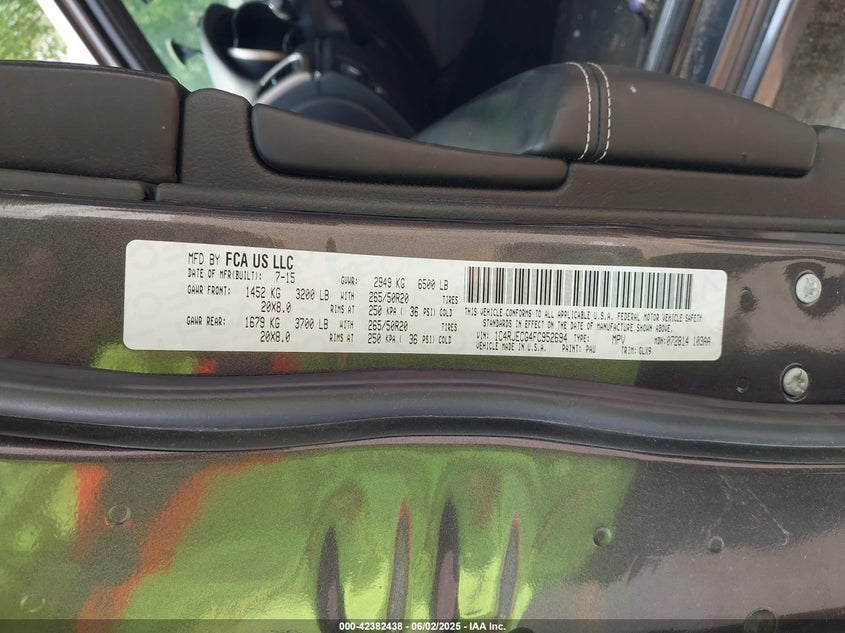 MFD BY FCA US LLC
DATE OF MFR(BUILT): 7-15 GVWR: 2949 KG 6500 LB
GAWR FRONT: 1452 KG 3200 LB WITH 265/50R20 TIRES
20X8.0 RIMS AT 250 KPA ( 36 PSI) COLD
GAWR REAR: 1679 KG 3700 LB WITH 265/50R20 TIRES
20X8.0 RIMS AT 250 KPA ( 36 PSI) COLD
THIS VEHICLE CONFORMS TO ALL APPLICABLE U.S.A. FEDERAL MOTOR VEHICLE SAFETY
STANDARDS IN EFFECT ON THE DATE OF MANUFACTURE SHOWN ABOVE.
VIN: 1C4RJECG4FC952694 TYPE: MPV MDH: 072814 103AA
MADE IN U.S.A. PAINT: PAU TRIM: GLX9
000-42382438 - 06/02/2025 - IAA Inc.